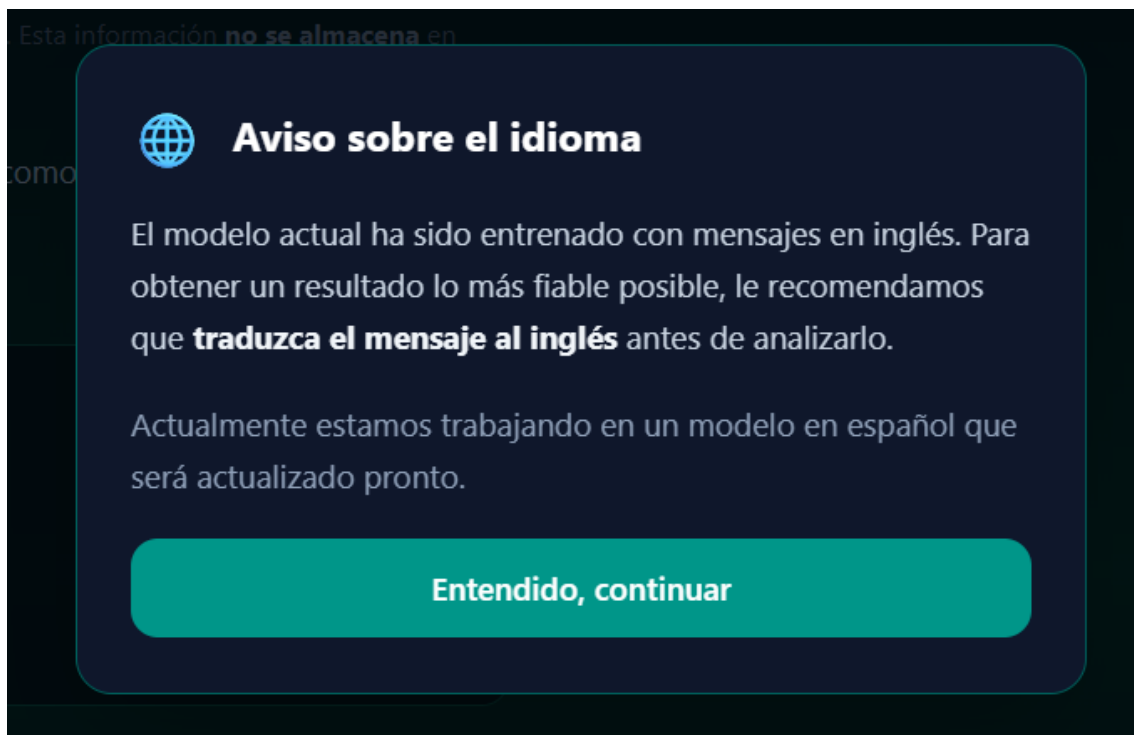 . Esta información no se almacena en
como
Aviso sobre el idioma
El modelo actual ha sido entrenado con mensajes en inglés. Para
obtener un resultado lo más fiable posible, le recomendamos
que traduzca el mensaje al inglés antes de analizarlo.
Actualmente estamos trabajando en un modelo en español que
será actualizado pronto.
Entendido, continuar